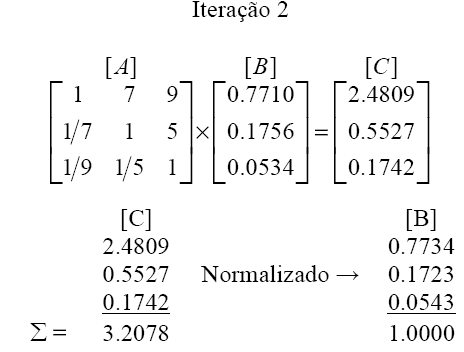 Iteração 2
[A] [B] [C]
1 7 9 0.7710 2.4809
1/7 1 5 × 0.1756 = 0.5527
1/9 1/5 1 0.0534 0.1742
[C] [B]
2.4809 0.7734
0.5527 Normalizado → 0.1723
0.1742 0.0543
Σ = 3.2078 1.0000